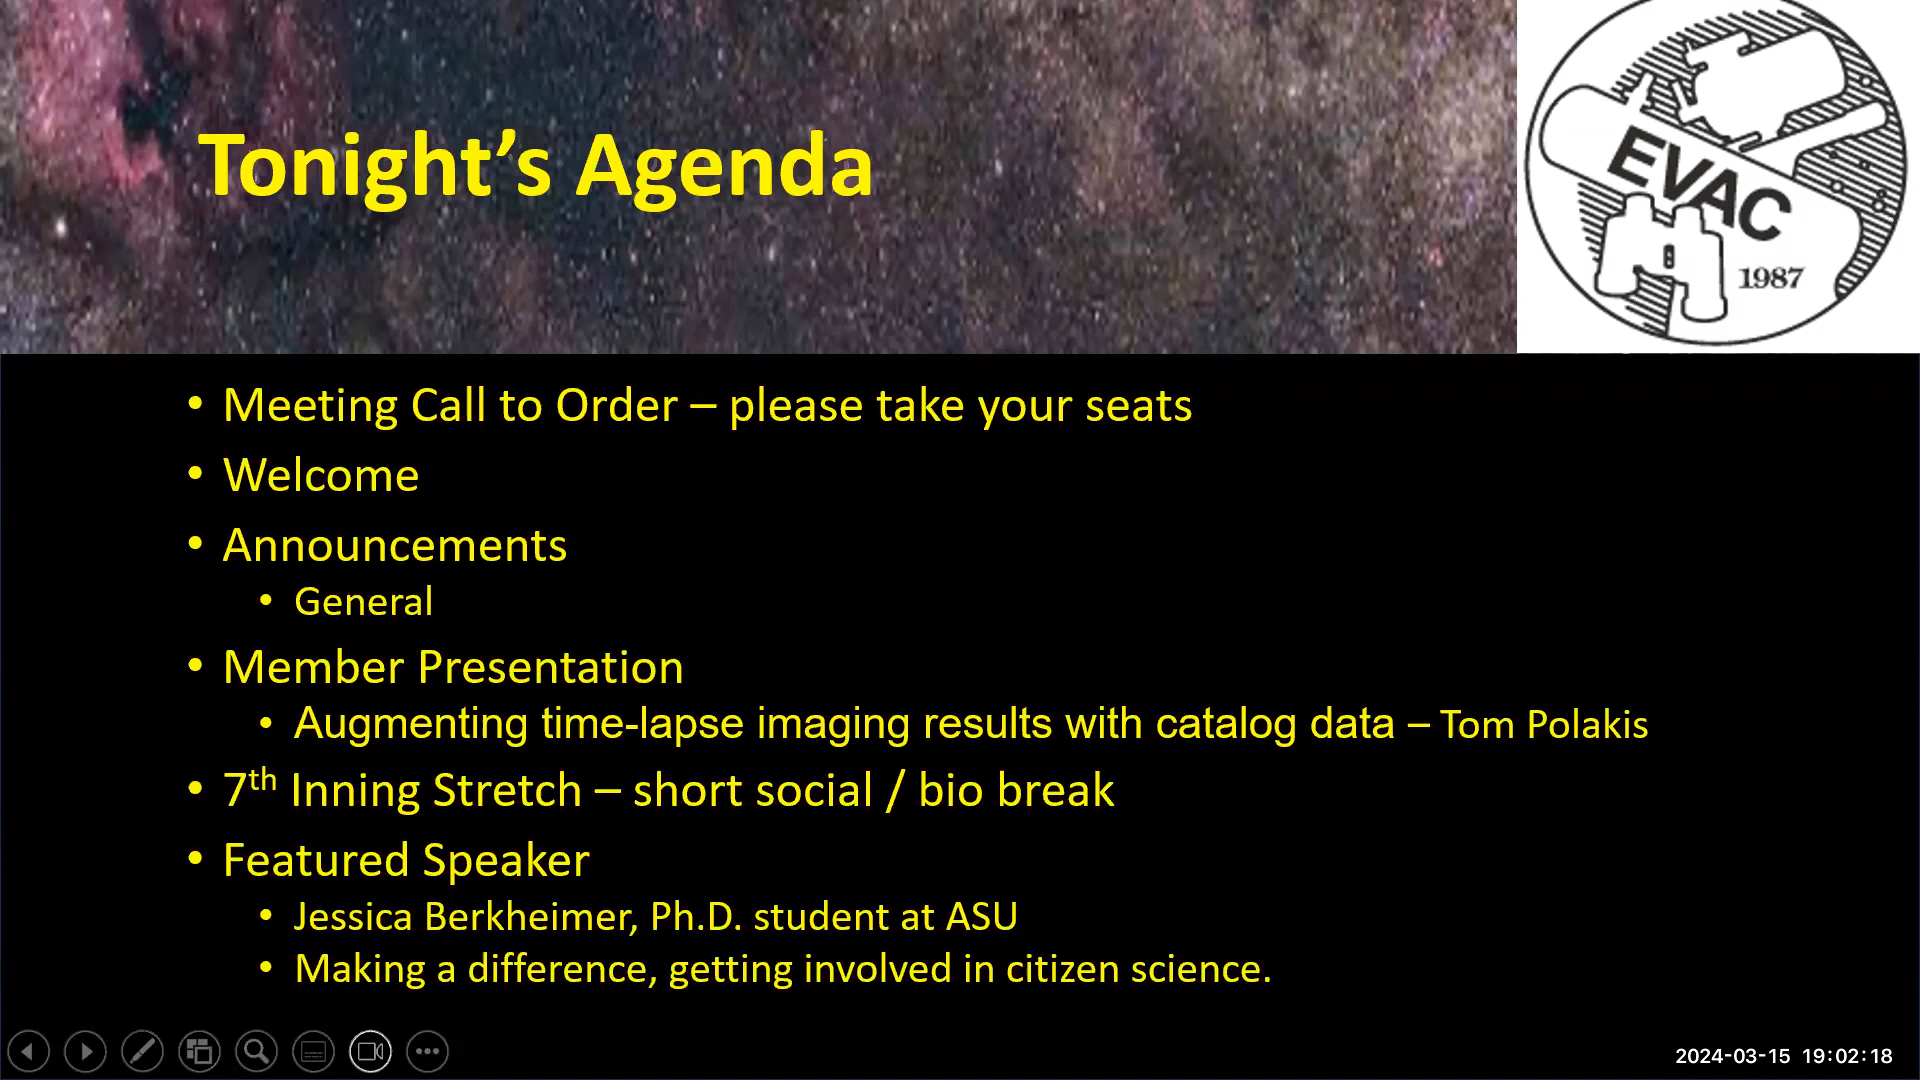 Tonight’s Agenda
EVAC
1987
• Meeting Call to Order – please take your seats
• Welcome
• Announcements
• General
• Member Presentation
• Augmenting time-lapse imaging results with catalog data – Tom Polakis
• 7th Inning Stretch – short social / bio break
• Featured Speaker
• Jessica Berkheimer, Ph.D. student at ASU
• Making a difference, getting involved in citizen science.
2024-03-15 19:02:18